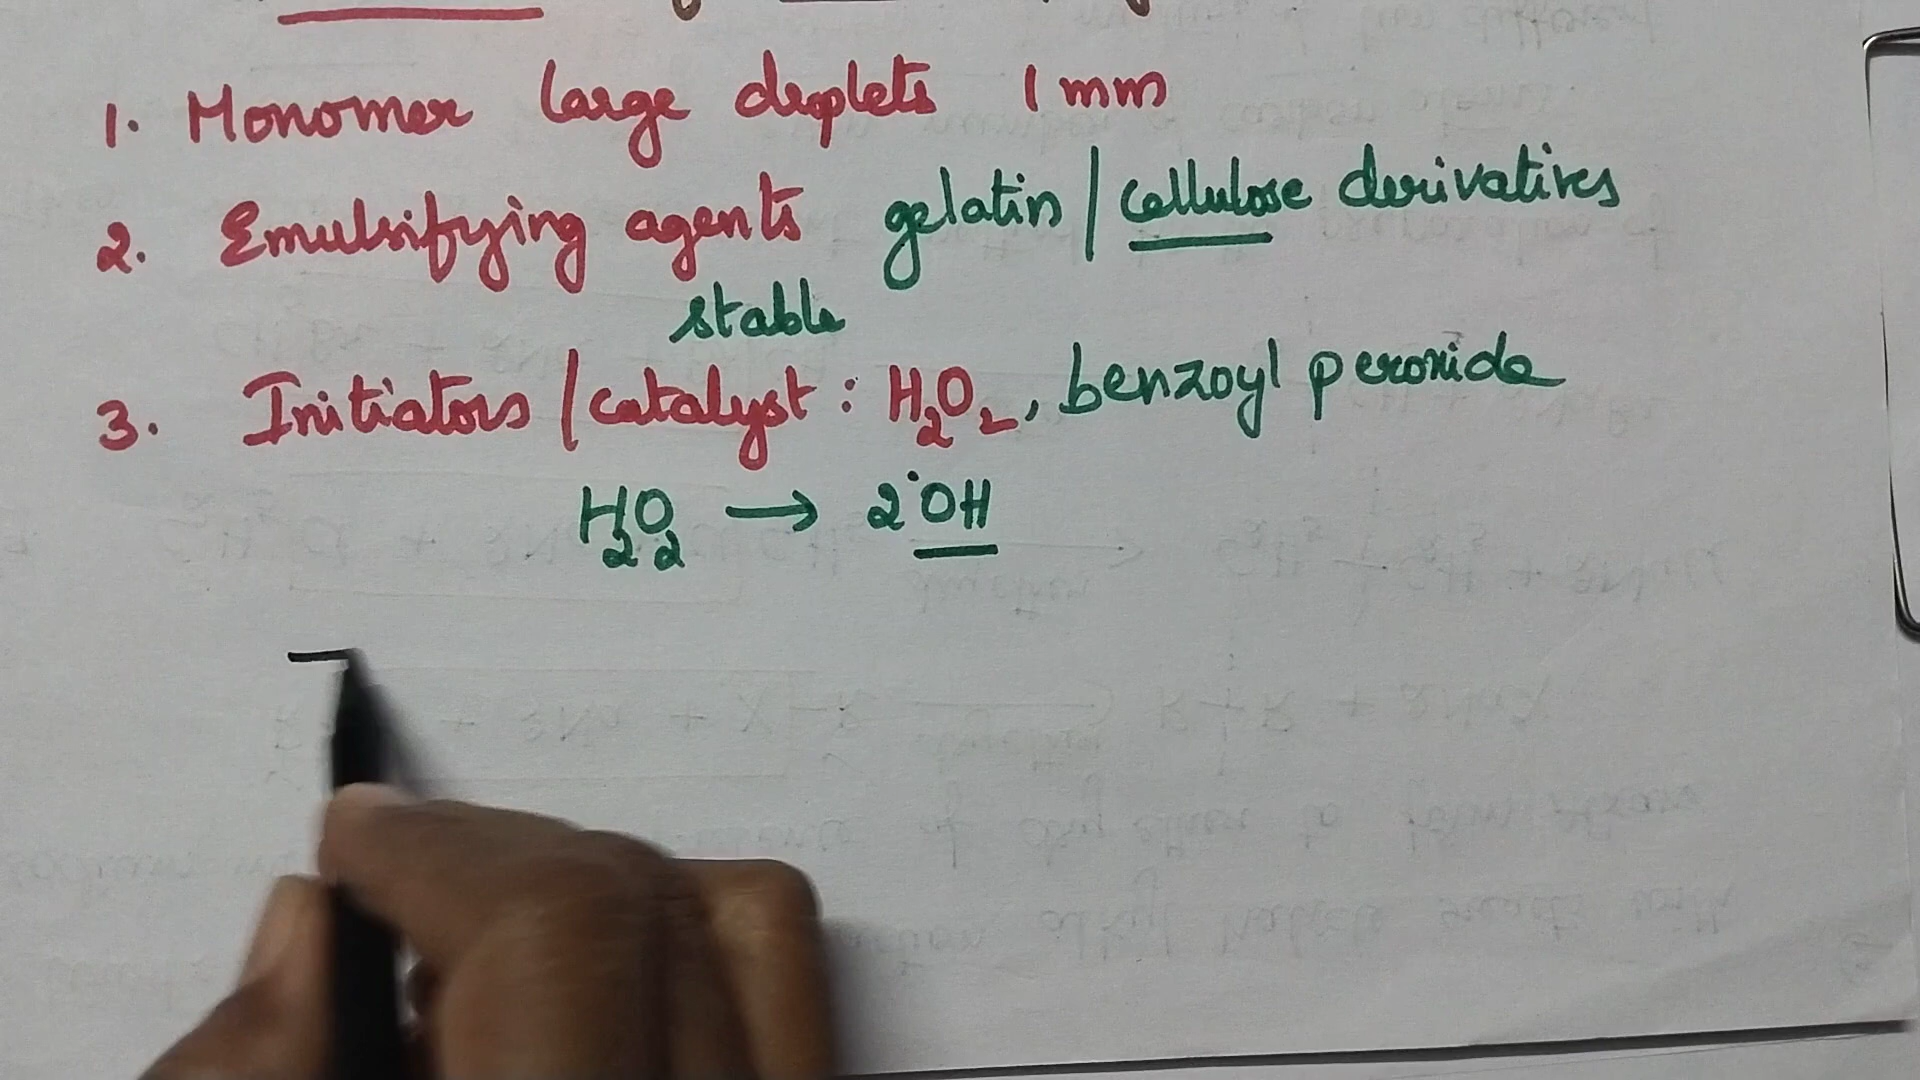 1. Monomer large droplets 1 mm
2. Emulsifying agents gelatin / cellulose derivatives
stable
3. Initiators / catalyst : H₂O₂, benzoyl peroxide
H₂O₂ → 2˙OH